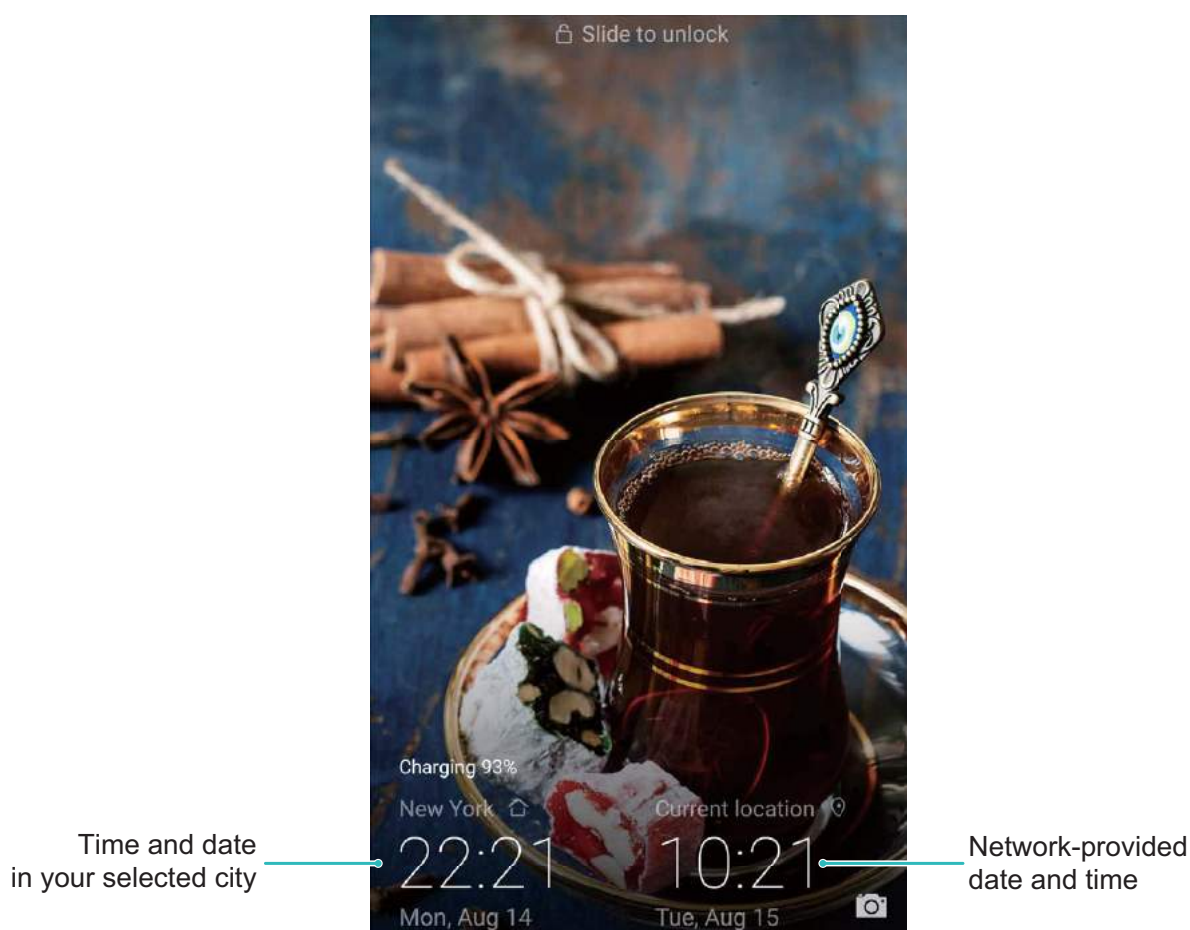 Slide to unlock
Charging 93%
New York
Current location
Time and date
in your selected city
22:21
10:21
Network-provided
date and time
Mon, Aug 14
Tue, Aug 15